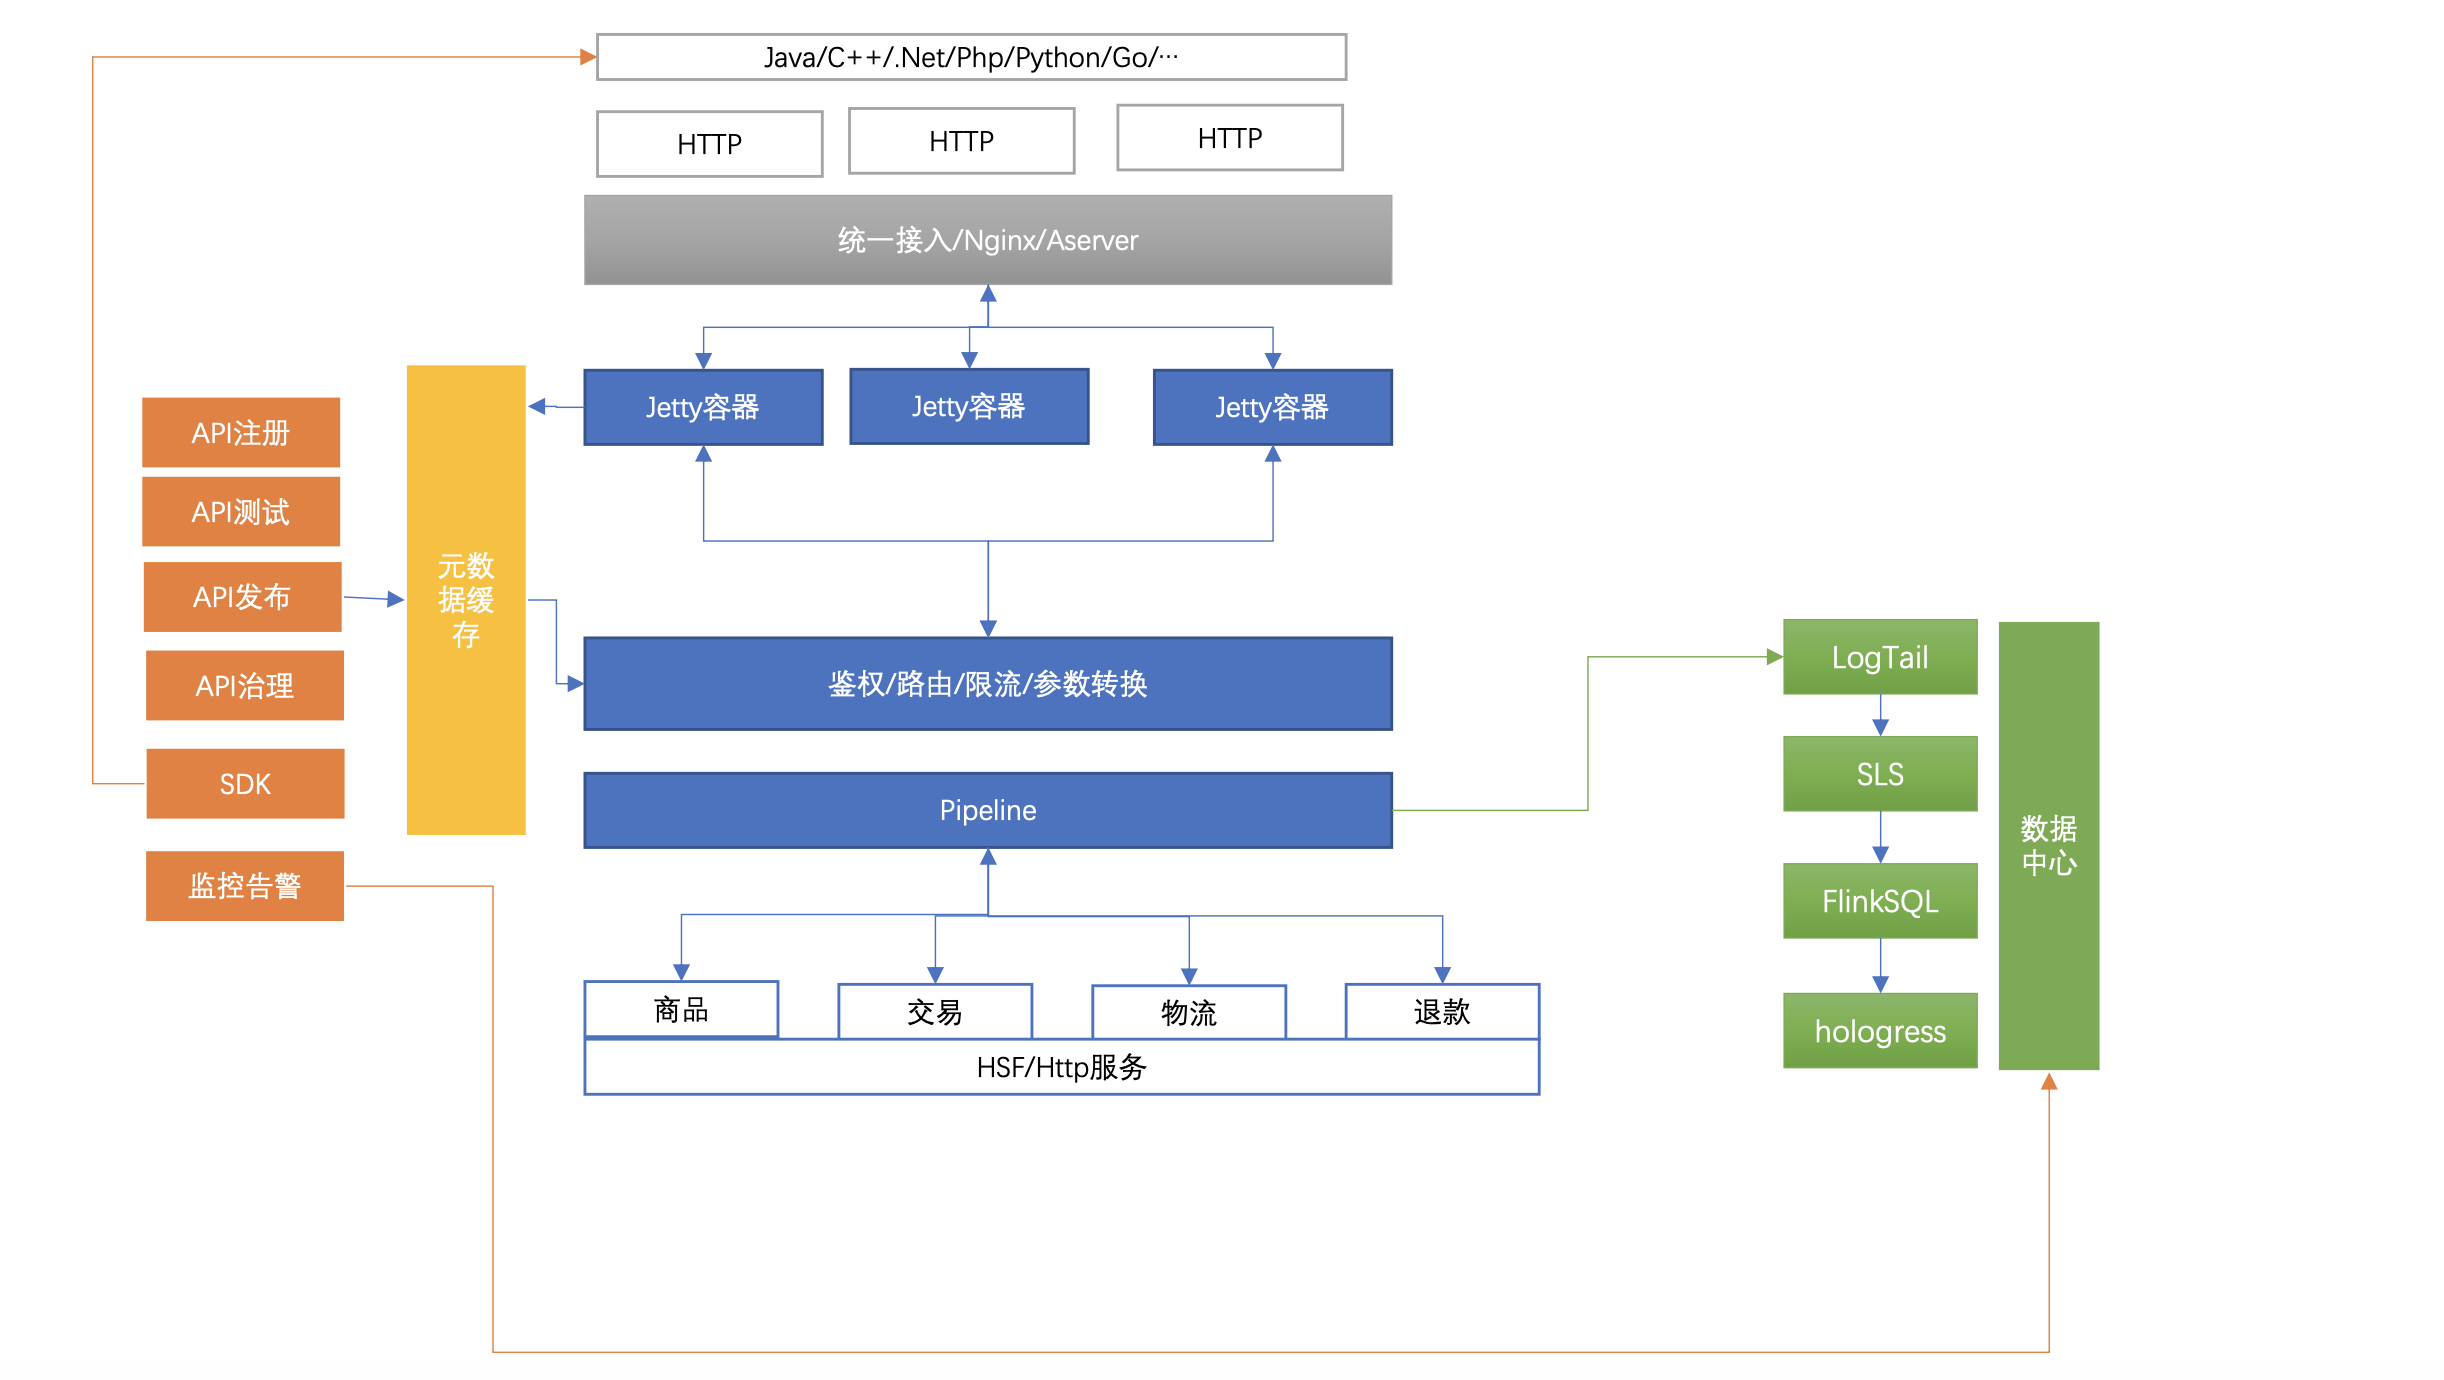 Java/C++/.Net/Php/Python/Go/…
HTTP
HTTP
HTTP
统一接入/Nginx/Aserver
Jetty容器
Jetty容器
Jetty容器
API注册
API测试
API发布
API治理
SDK
监控告警
元数
据缓
存
鉴权/路由/限流/参数转换
Pipeline
商品
交易
物流
退款
HSF/Http服务
LogTail
SLS
FlinkSQL
hologress
数据
中心